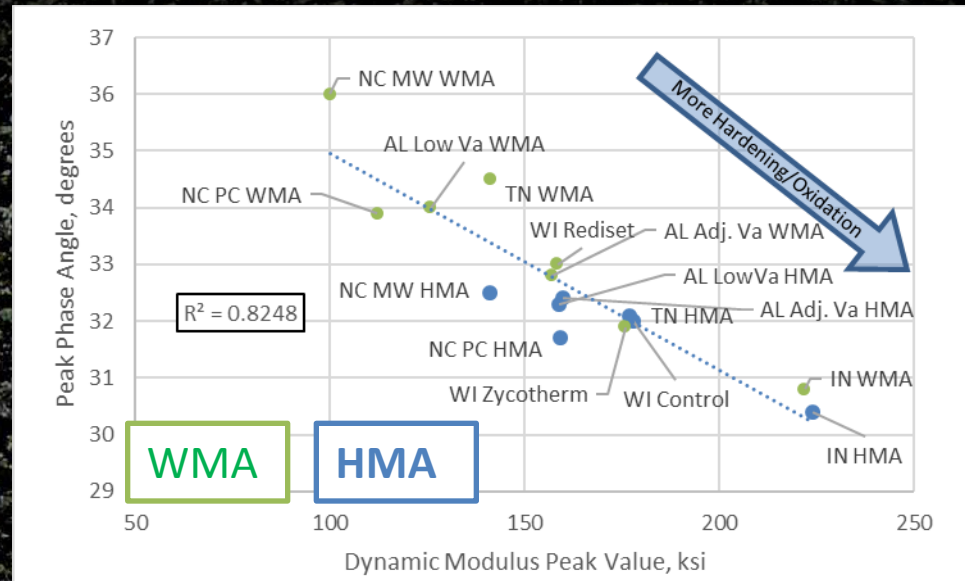 37
36
35
34
33
32
31
30
29
50
100
150
200
250
Peak Phase Angle, degrees
Dynamic Modulus Peak Value, ksi
More Hardening/Oxidation
NC MW WMA
AL Low Va WMA
NC PC WMA
TN WMA
WI Rediset
AL Adj. Va WMA
AL LowVa HMA
NC MW HMA
AL Adj. Va HMA
R² = 0.8248
TN HMA
NC PC HMA
WI Zycotherm
WI Control
IN WMA
IN HMA
WMA
HMA